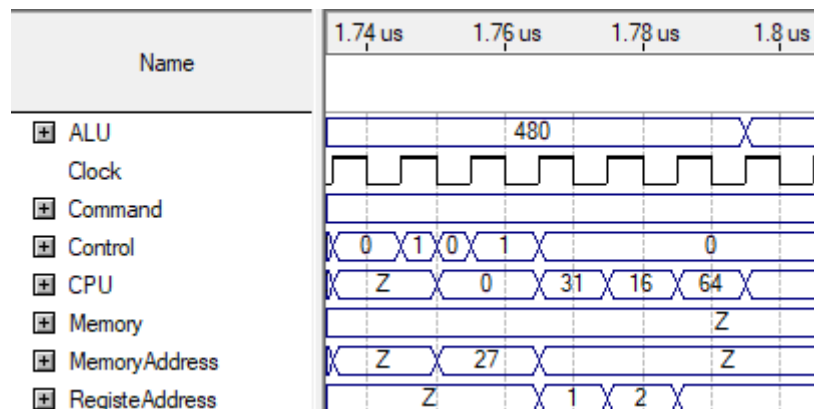 Name 1.74 us 1.76 us 1.78 us 1.8 us
ALU 480
Clock
Command
Control 0 1 0 1 0
CPU Z 0 31 16 64
Memory Z
MemoryAddress Z 27 Z
RegisteAddress Z 1 2